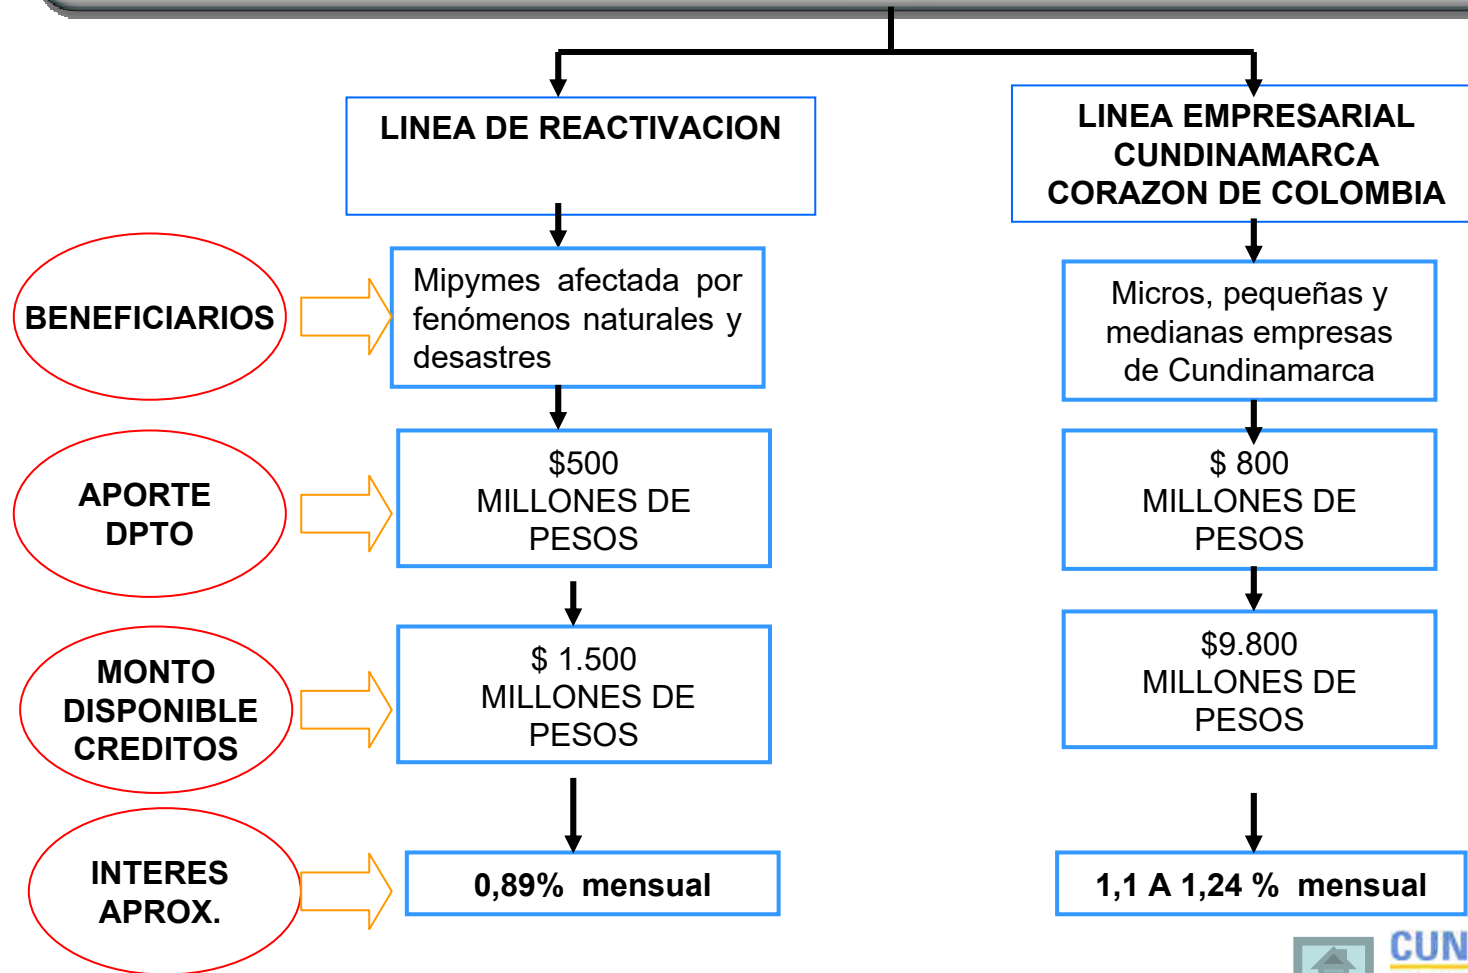 LINEA DE REACTIVACION
LINEA EMPRESARIAL
CUNDINAMARCA
CORAZON DE COLOMBIA
BENEFICIARIOS
Mipymes afectada por
fenómenos naturales y
desastres
Micros, pequeñas y
medianas empresas
de Cundinamarca
APORTE
DPTO
$500
MILLONES DE
PESOS
$ 800
MILLONES DE
PESOS
MONTO
DISPONIBLE
CREDITOS
$ 1.500
MILLONES DE
PESOS
$9.800
MILLONES DE
PESOS
INTERES
APROX.
0,89% mensual
1,1 A 1,24 % mensual
CUN